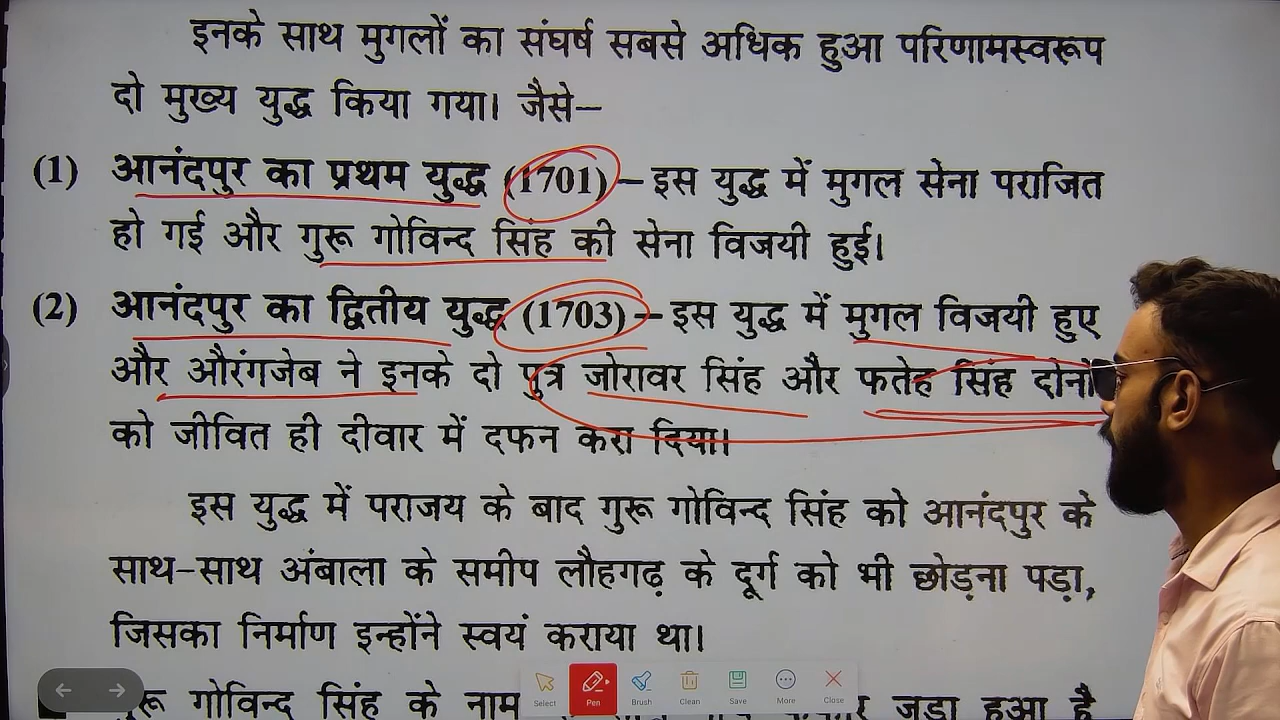 इनके साथ मुगलों का संघर्ष सबसे अधिक हुआ परिणामस्वरूप
दो मुख्य युद्ध किया गया। जैसे–
(1) आनंदपुर का प्रथम युद्ध (1701) – इस युद्ध में मुगल सेना पराजित
हो गई और गुरू गोविन्द सिंह की सेना विजयी हुई।
(2) आनंदपुर का द्वितीय युद्ध (1703) – इस युद्ध में मुगल विजयी हुए
और औरंगजेब ने इनके दो पुत्र जोरावर सिंह और फतेह सिंह दोनों
को जीवित ही दीवार में दफन करा दिया।
इस युद्ध में पराजय के बाद गुरू गोविन्द सिंह को आनंदपुर के
साथ-साथ अंबाला के समीप लौहगढ़ के दूर्ग को भी छोड़ना पड़ा,
जिसका निर्माण इन्होंने स्वयं कराया था।
गोविन्द सिंह के नाम जुड़ा हुआ है
Select Pen Brush Clean Save More Close